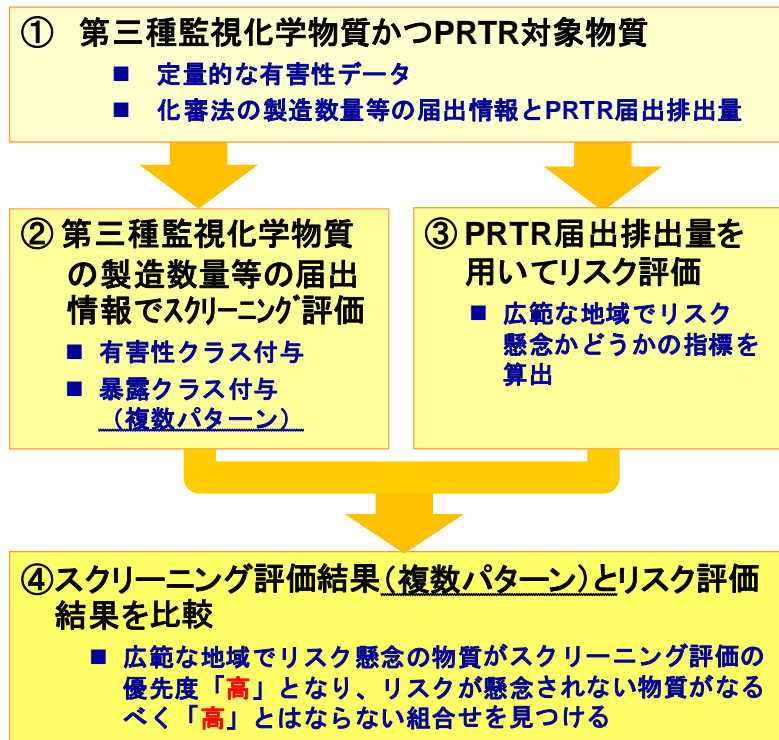 ① 第三種監視化学物質かつPRTR対象物質
■ 定量的な有害性データ
■ 化審法の製造数量等の届出情報とPRTR届出排出量
② 第三種監視化学物質
の製造数量等の届出
情報でスクリーニング評価
■ 有害性クラス付与
■ 暴露クラス付与
（複数パターン）
③ PRTR届出排出量を
用いてリスク評価
■ 広範な地域でリスク
懸念かどうかの指標を
算出
④スクリーニング評価結果(複数パターン)とリスク評価
結果を比較
■ 広範な地域でリスク懸念の物質がスクリーニング評価の
優先度「高」となり、リスクが懸念されない物質がなる
べく「高」とはならない組合せを見つける